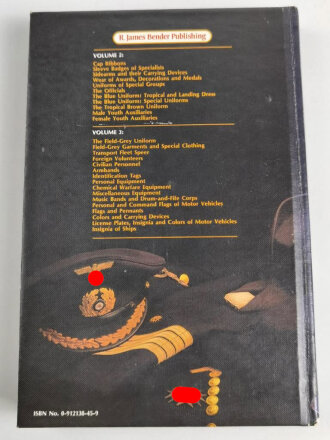 R. James Bender Publishing
VOLUME 2:
Cap Ribbons
Sleeve Badges of Specialists
Sidearms and their Carrying Devices
Wear of Awards, Decorations and Medals
Uniforms of Special Groups
The Officials
The Blue Uniform: Tropical and Landing Dress
The Blue Uniform: Special Uniforms
The Tropical Brown Uniform
Male Youth Auxiliaries
Female Youth Auxiliaries
VOLUME 3:
The Field-Grey Uniform
Field-Grey Garments and Special Clothing
Transport Fleet Speer
Foreign Volunteers
Civilian Personnel
Armbands
Identification Tags
Personal Equipment
Chemical Warfare Equipment
Miscellaneous Equipment
Music Bands and Drum-and-Fife Corps
Personal and Command Flags of Motor Vehicles
Flags and Pennants
Colors and Carrying Devices
License Plates, Insignia and Colors of Motor Vehicles
Insignia of Ships
ISBN No. 0-912138-45-9